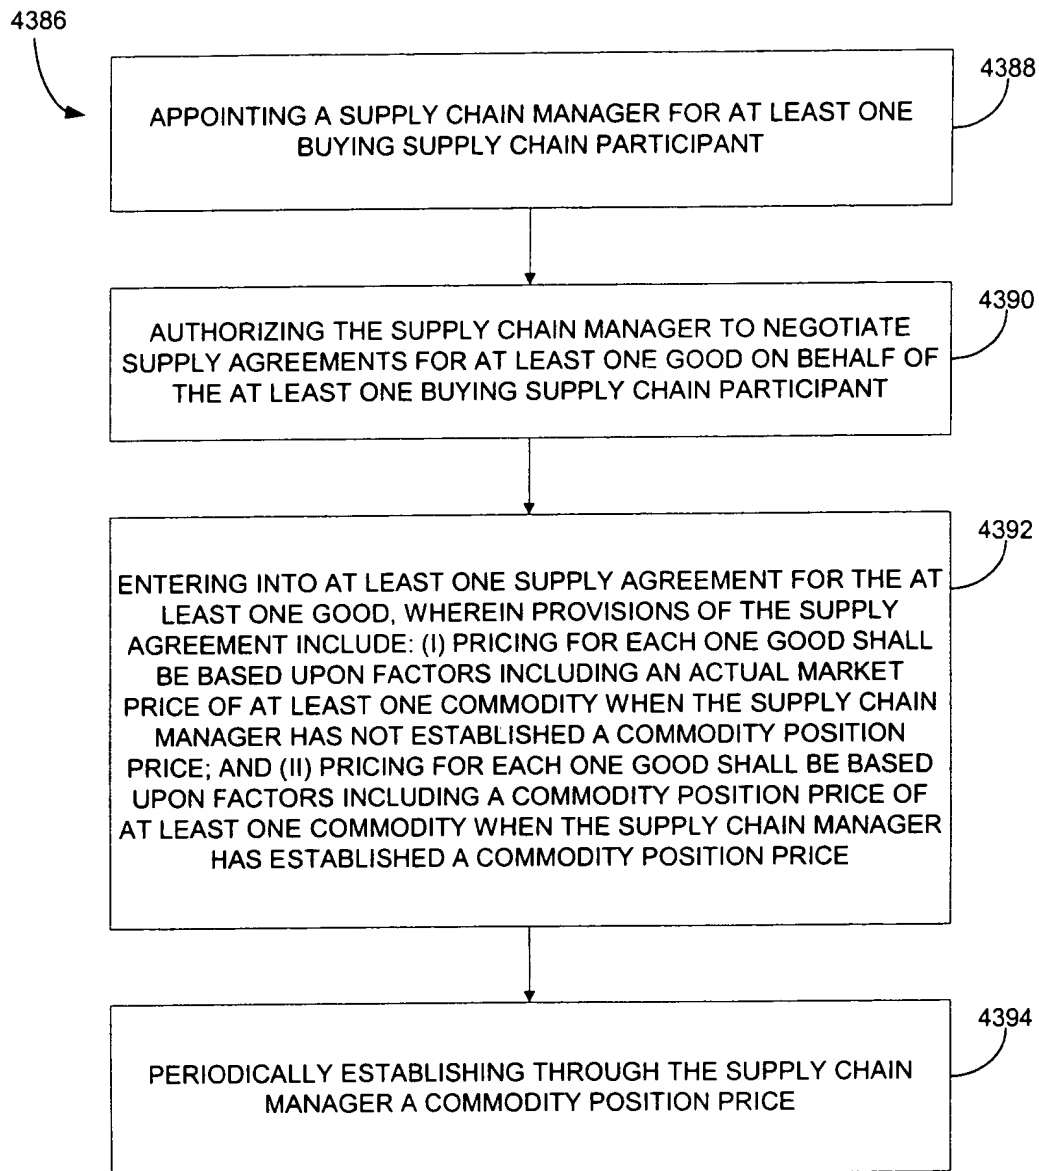 4386
4388
APPOINTING A SUPPLY CHAIN MANAGER FOR AT LEAST ONE
BUYING SUPPLY CHAIN PARTICIPANT
4390
AUTHORIZING THE SUPPLY CHAIN MANAGER TO NEGOTIATE
SUPPLY AGREEMENTS FOR AT LEAST ONE GOOD ON BEHALF OF
THE AT LEAST ONE BUYING SUPPLY CHAIN PARTICIPANT
4392
ENTERING INTO AT LEAST ONE SUPPLY AGREEMENT FOR THE AT
LEAST ONE GOOD, WHEREIN PROVISIONS OF THE SUPPLY
AGREEMENT INCLUDE: (I) PRICING FOR EACH ONE GOOD SHALL
BE BASED UPON FACTORS INCLUDING AN ACTUAL MARKET
PRICE OF AT LEAST ONE COMMODITY WHEN THE SUPPLY CHAIN
MANAGER HAS NOT ESTABLISHED A COMMODITY POSITION
PRICE; AND (II) PRICING FOR EACH ONE GOOD SHALL BE BASED
UPON FACTORS INCLUDING A COMMODITY POSITION PRICE OF
AT LEAST ONE COMMODITY WHEN THE SUPPLY CHAIN MANAGER
HAS ESTABLISHED A COMMODITY POSITION PRICE
4394
PERIODICALLY ESTABLISHING THROUGH THE SUPPLY CHAIN
MANAGER A COMMODITY POSITION PRICE